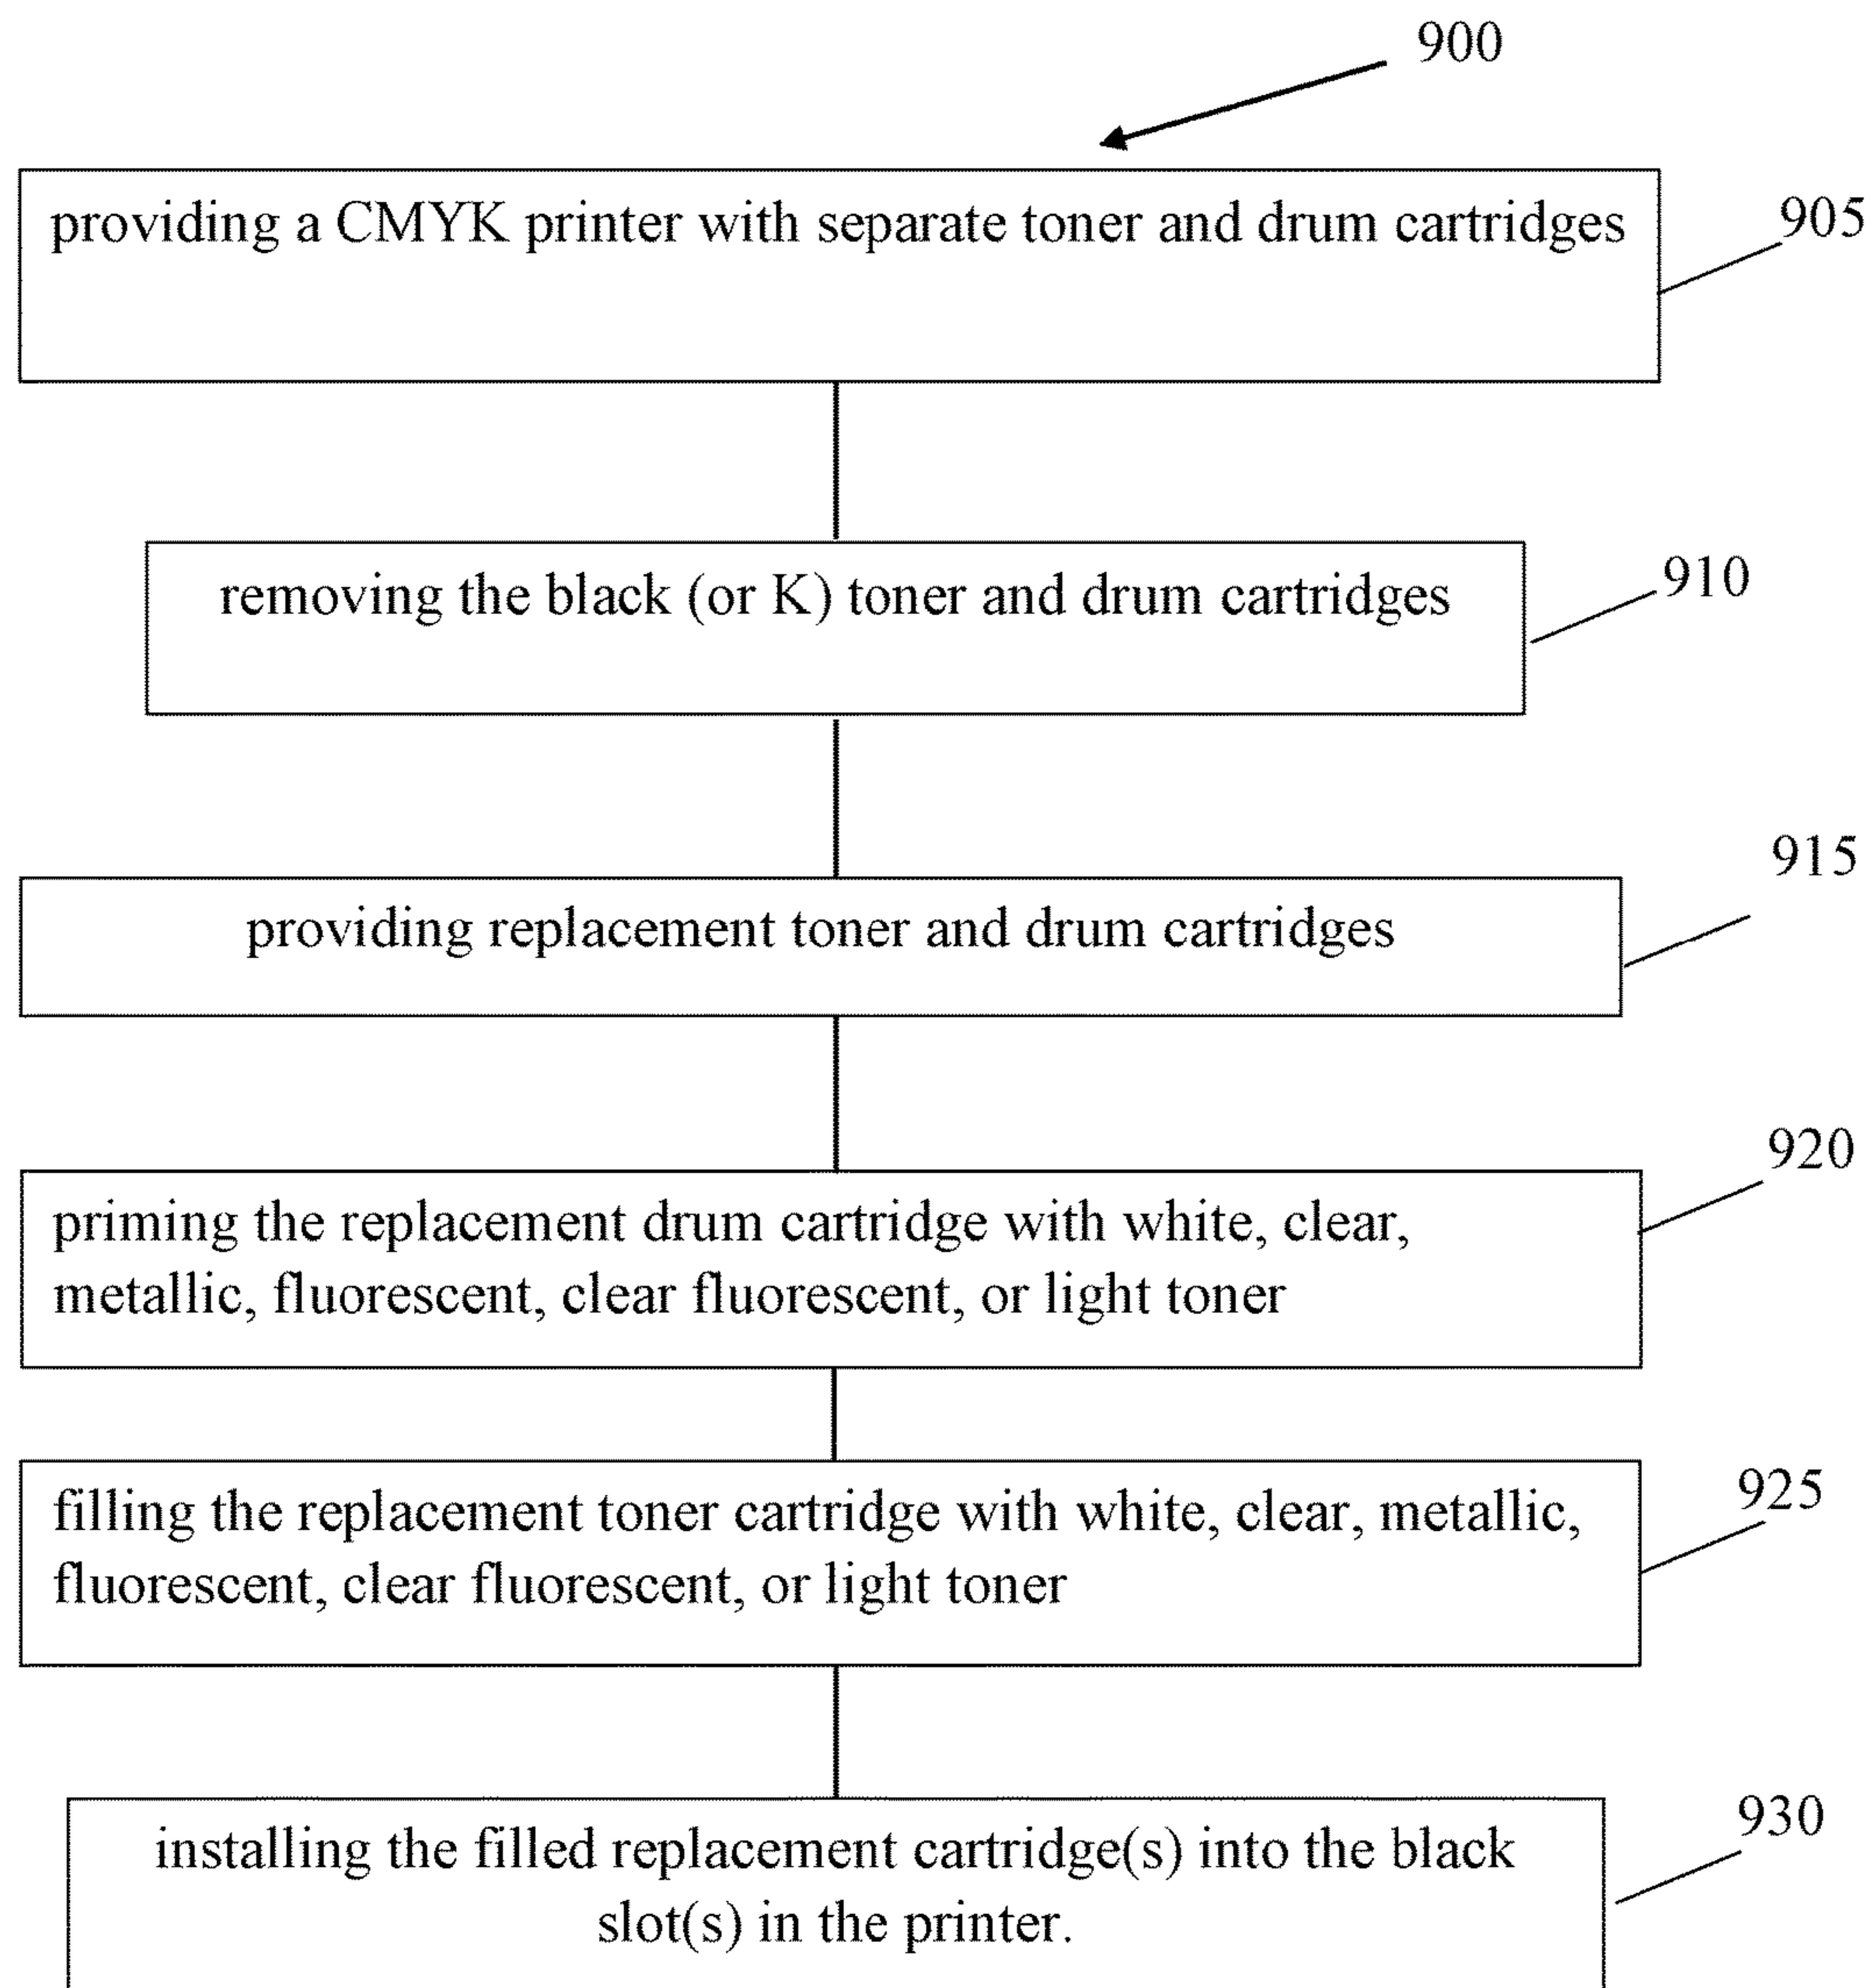 900
providing a CMYK printer with separate toner and drum cartridges
905
removing the black (or K) toner and drum cartridges
910
915
providing replacement toner and drum cartridges
920
priming the replacement drum cartridge with white, clear,
metallic, fluorescent, clear fluorescent, or light toner
925
filling the replacement toner cartridge with white, clear, metallic,
fluorescent, clear fluorescent, or light toner
930
installing the filled replacement cartridge(s) into the black
slot(s) in the printer.